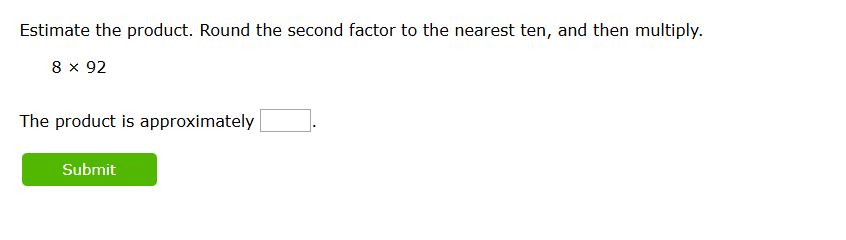 Estimate the product. Round the second factor to the nearest ten, and then multiply.
8 × 92
The product is approximately .
Submit